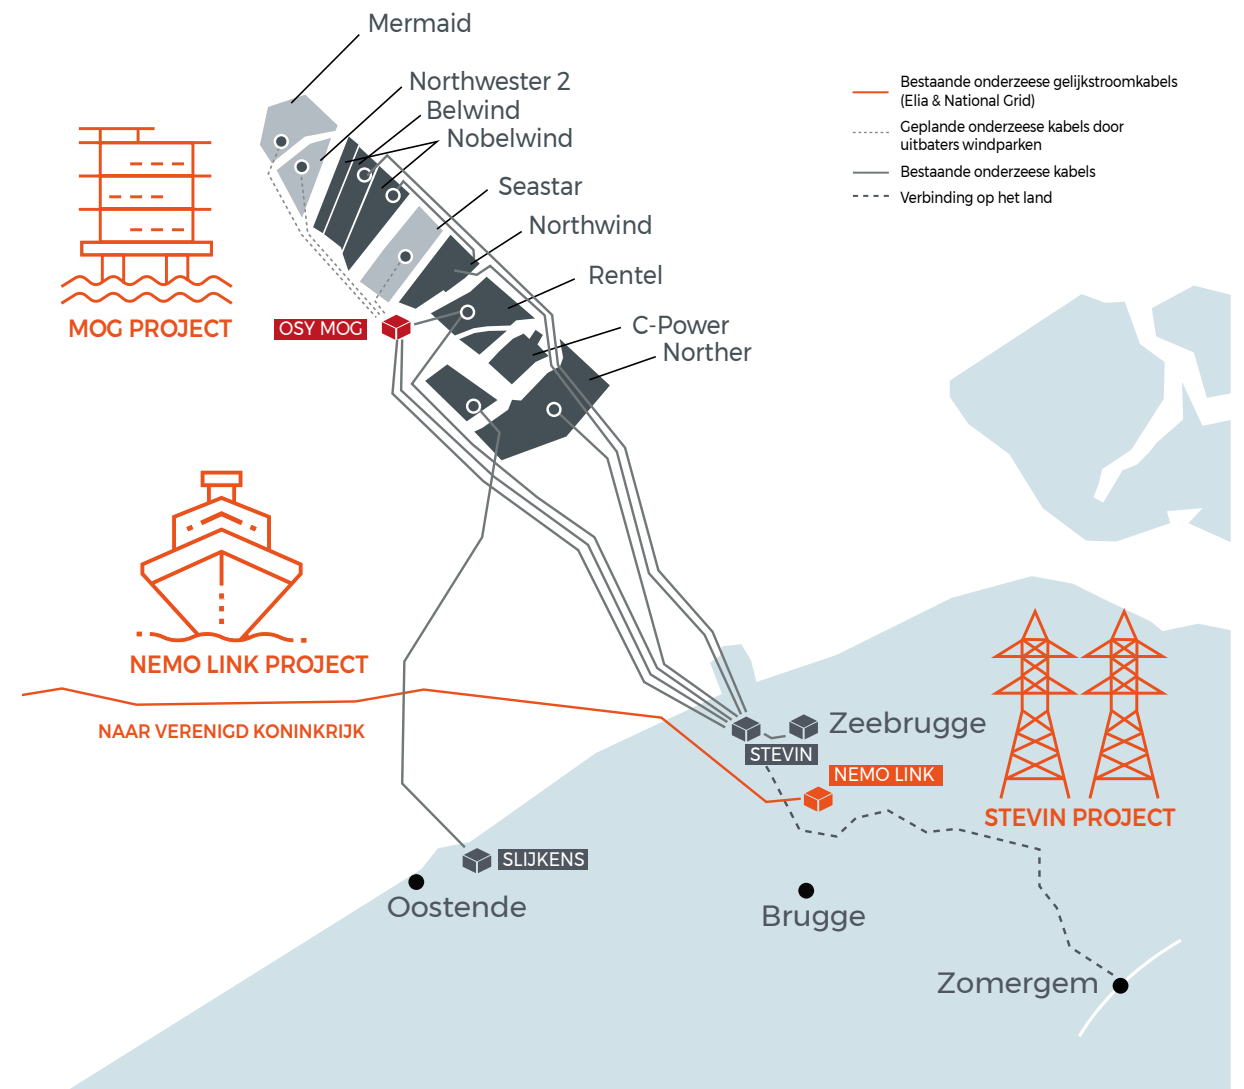 Mermaid
Northwester 2
Belwind
Nobelwind
Seastar
Northwind
Rentel
C-Power
Norther
Bestaande onderzeese gelijkstroomkabels
(Elia & National Grid)
Geplande onderzeese kabels door
uitbaters windparken
Bestaande onderzeese kabels
Verbinding op het land
MOG PROJECT
OSY MOG
NEMO LINK PROJECT
NAAR VERENIGD KONINKRIJK
Zeebrugge
STEVIN
NEMO LINK
STEVIN PROJECT
SLIJKENS
Oostende
Brugge
Zomergem